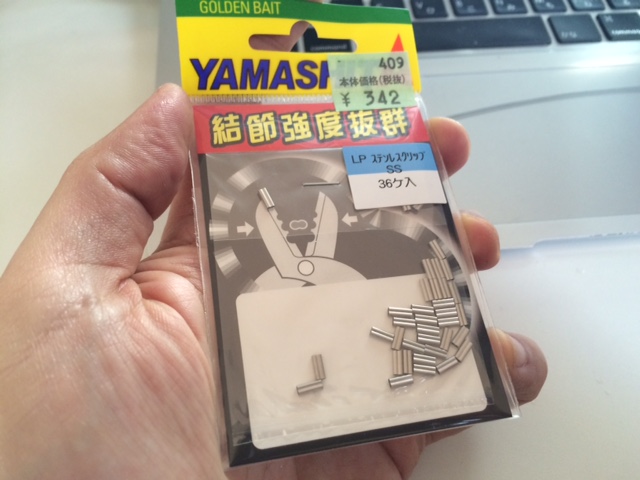 GOLDEN BAIT
YAMASH
409
本体価格(税抜)
¥ 342
結節強度抜群
LP ステンレスクリップ
SS
36ケ入